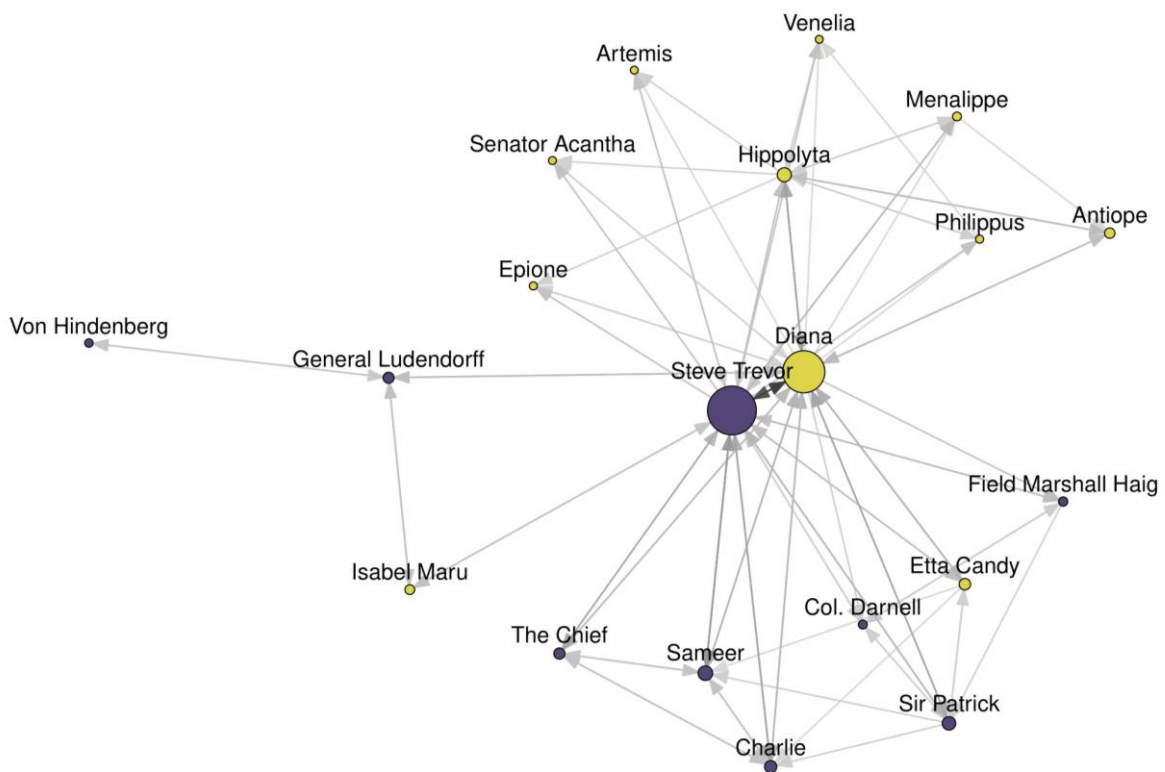 Venelia
Artemis
Menalippe
Senator Acantha
Hippolyta
Philippus
Antiope
Epione
Von Hindenberg
General Ludendorff
Diana
Steve Trevor
Field Marshall Haig
Isabel Maru
Etta Candy
Col. Darnell
The Chief
Sameer
Sir Patrick
Charlie